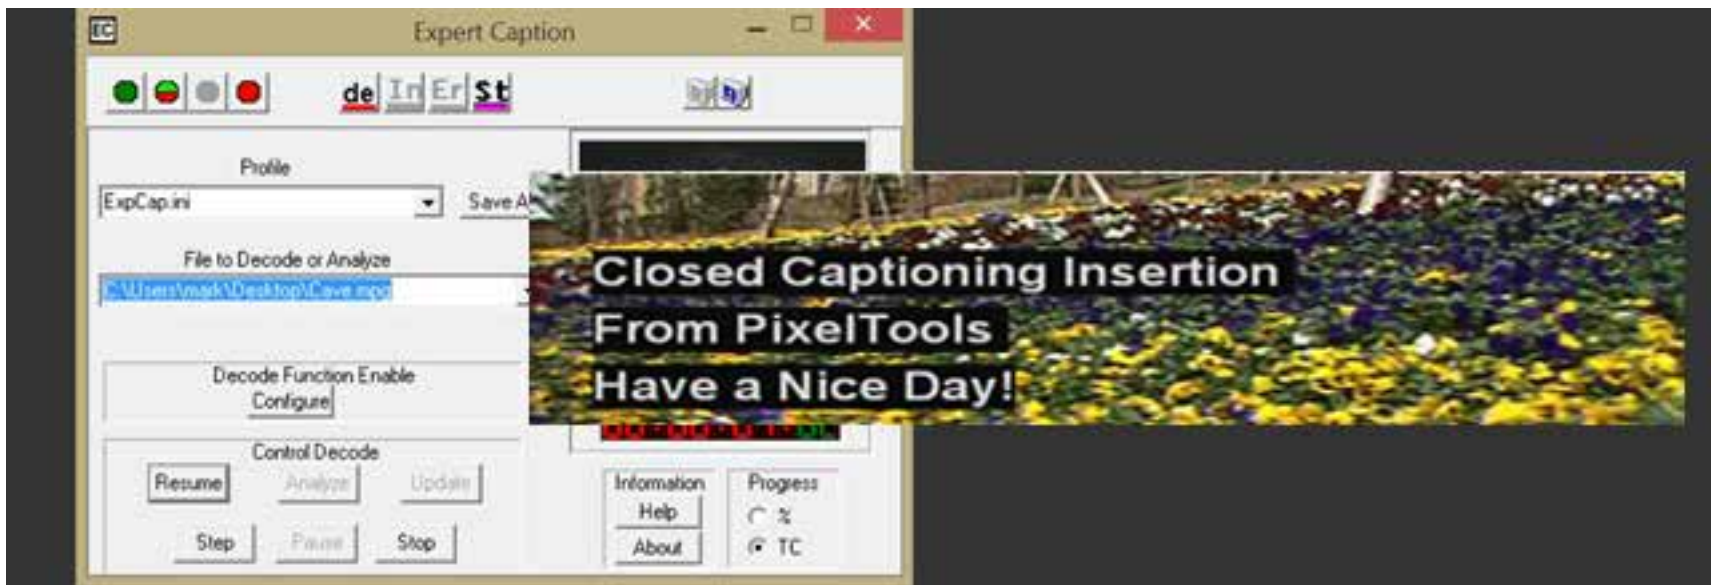 EC Expert Caption
de In Er St
Profile
ExpCap.ini
Save A
File to Decode or Analyze
C:\Users\mark\Desktop\Cave.mpg
Closed Captioning Insertion
From PixelTools
Have a Nice Day!
Decode Function Enable
Configure
Control Decode
Resume Analyze Update
Step Pause Stop
Information
Help
About
Progress
%
TC